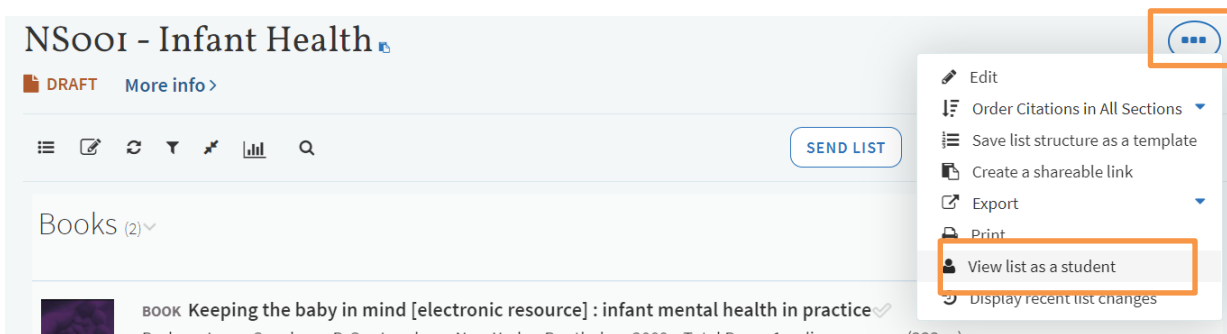 NS001 - Infant Health
DRAFT More info >
SEND LIST
Books (2)
BOOK Keeping the baby in mind [electronic resource] : infant mental health in practice
Edit
Order Citations in All Sections
Save list structure as a template
Create a shareable link
Export
Print
View list as a student
Display recent list changes